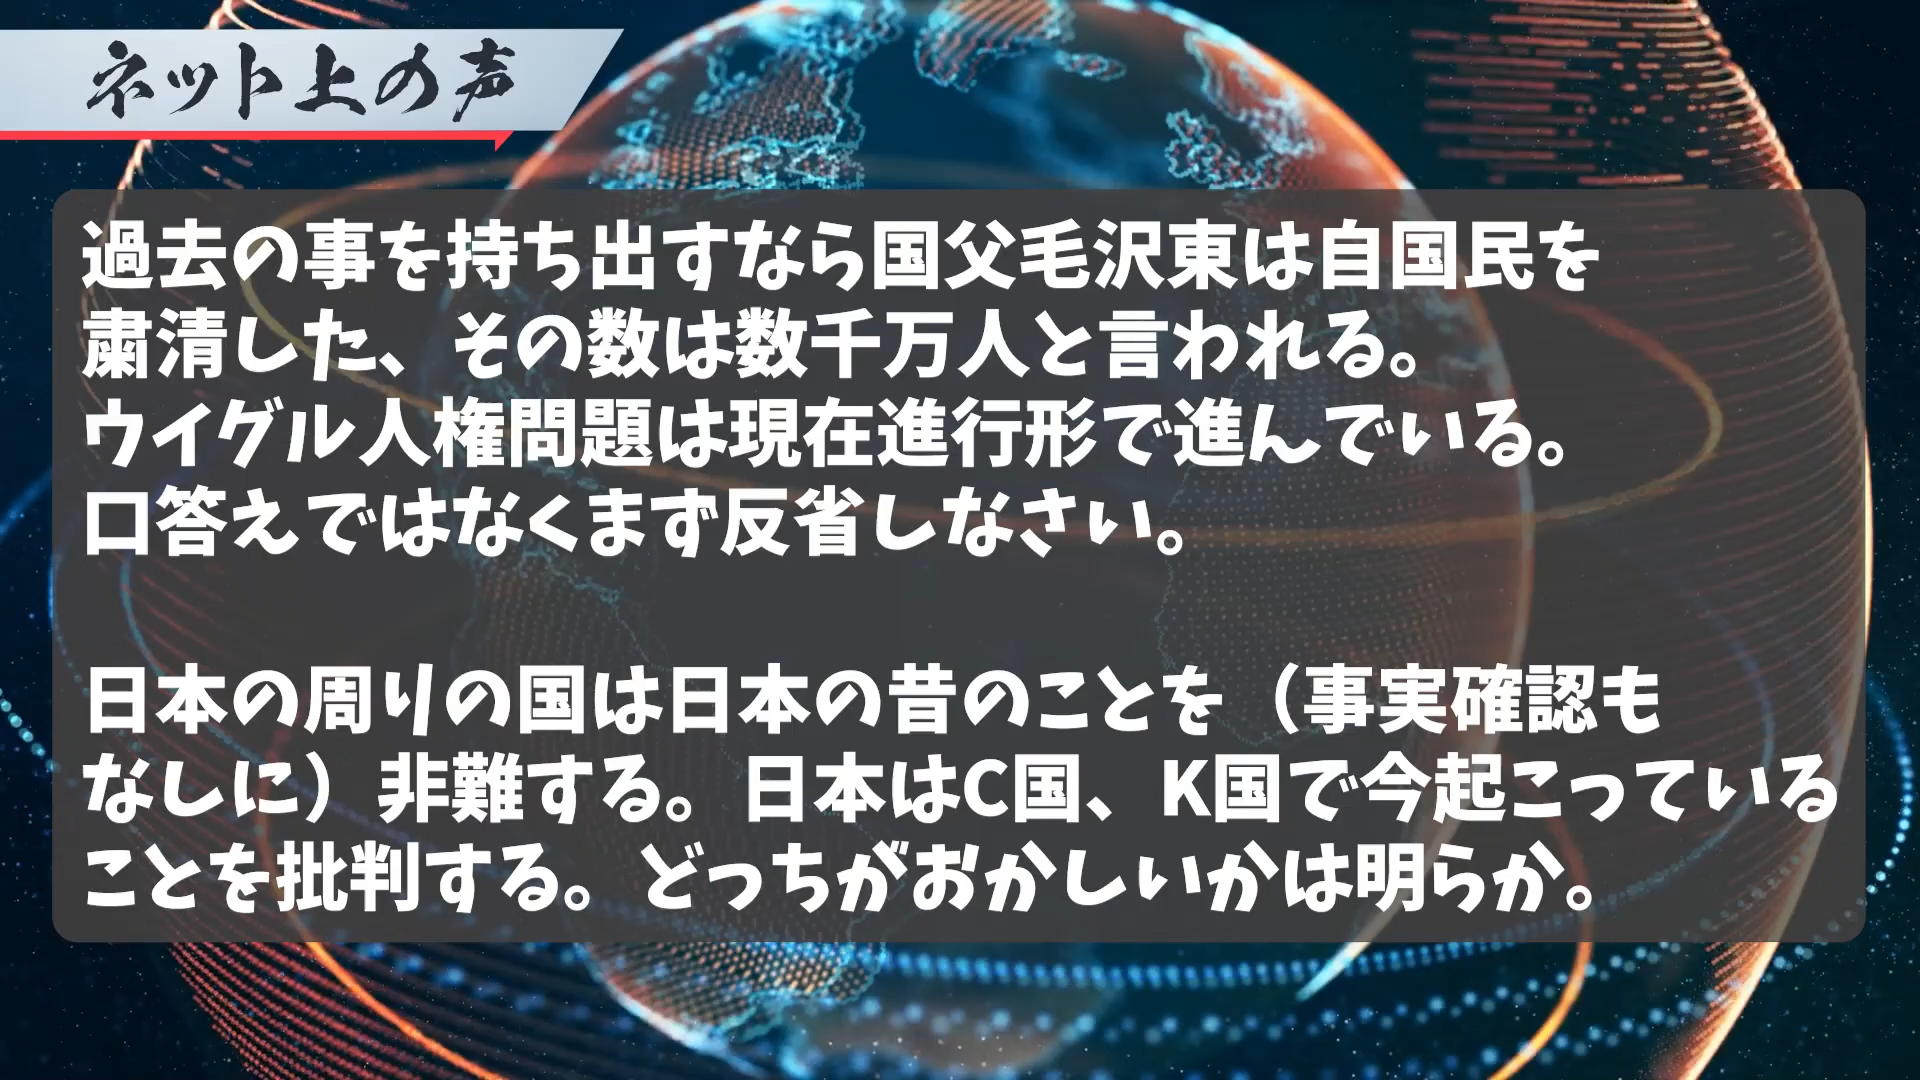 ネット上の声
過去の事を持ち出すなら国父毛沢東は自国民を
粛清した、その数は数千万人と言われる。
ウイグル人権問題は現在進行形で進んでいる。
口答えではなくまず反省しなさい。
日本の周りの国は日本の昔のことを（事実確認も
なしに）非難する。日本はC国、K国で今起こっている
ことを批判する。どっちがおかしいかは明らか。